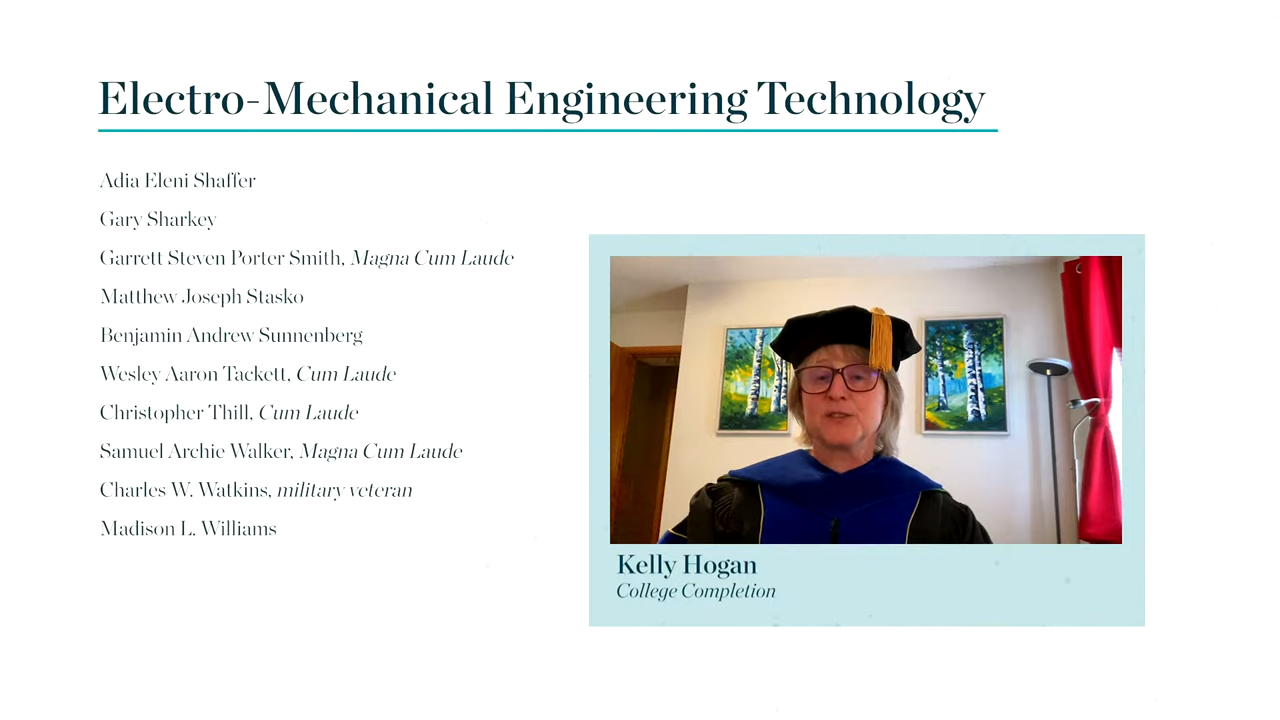 Electro-Mechanical Engineering Technology
Adia Eleni Shaffer
Gary Sharkey
Garrett Steven Porter Smith, Magna Cum Laude
Matthew Joseph Stasko
Benjamin Andrew Sunnenberg
Wesley Aaron Tackett, Cum Laude
Christopher Thill, Cum Laude
Samuel Archie Walker, Magna Cum Laude
Charles W. Watkins, military veteran
Madison L. Williams
Kelly Hogan
College Completion